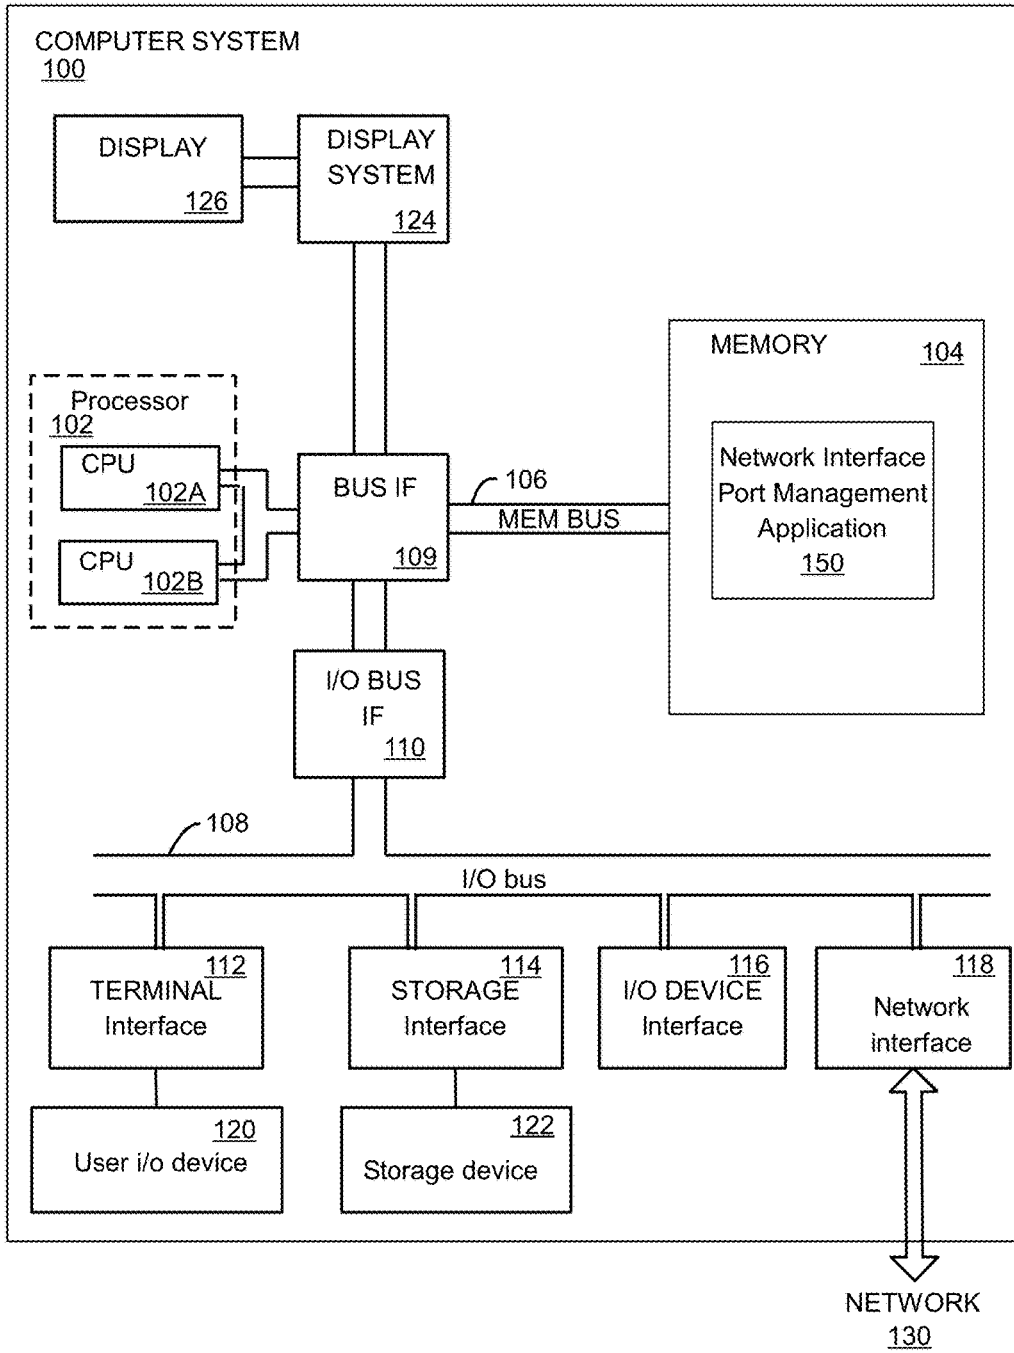 COMPUTER SYSTEM
100
DISPLAY
126
DISPLAY
SYSTEM
124
MEMORY
104
Network Interface
Port Management
Application
150
Processor
102
CPU
102A
CPU
102B
BUS IF
109
106
MEM BUS
I/O BUS
IF
110
108
I/O bus
112
TERMINAL
Interface
114
STORAGE
Interface
116
I/O DEVICE
Interface
118
Network
interface
120
User i/o device
122
Storage device
NETWORK
130